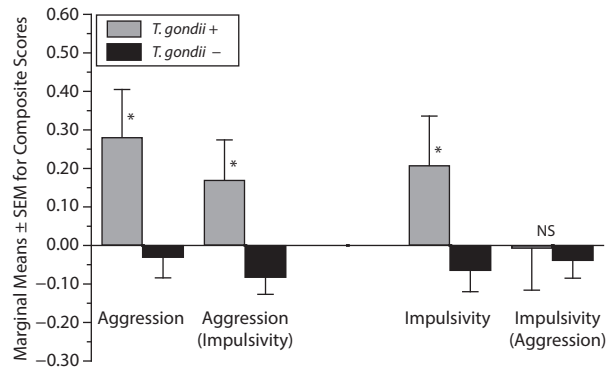 Marginal Means ± SEM for Composite Scores
0.60
0.50
0.40
0.30
0.20
0.10
0.00
−0.10
−0.20
−0.30
T. gondii +
T. gondii −
*
*
*
NS
Aggression
Aggression
(Impulsivity)
Impulsivity
Impulsivity
(Aggression)